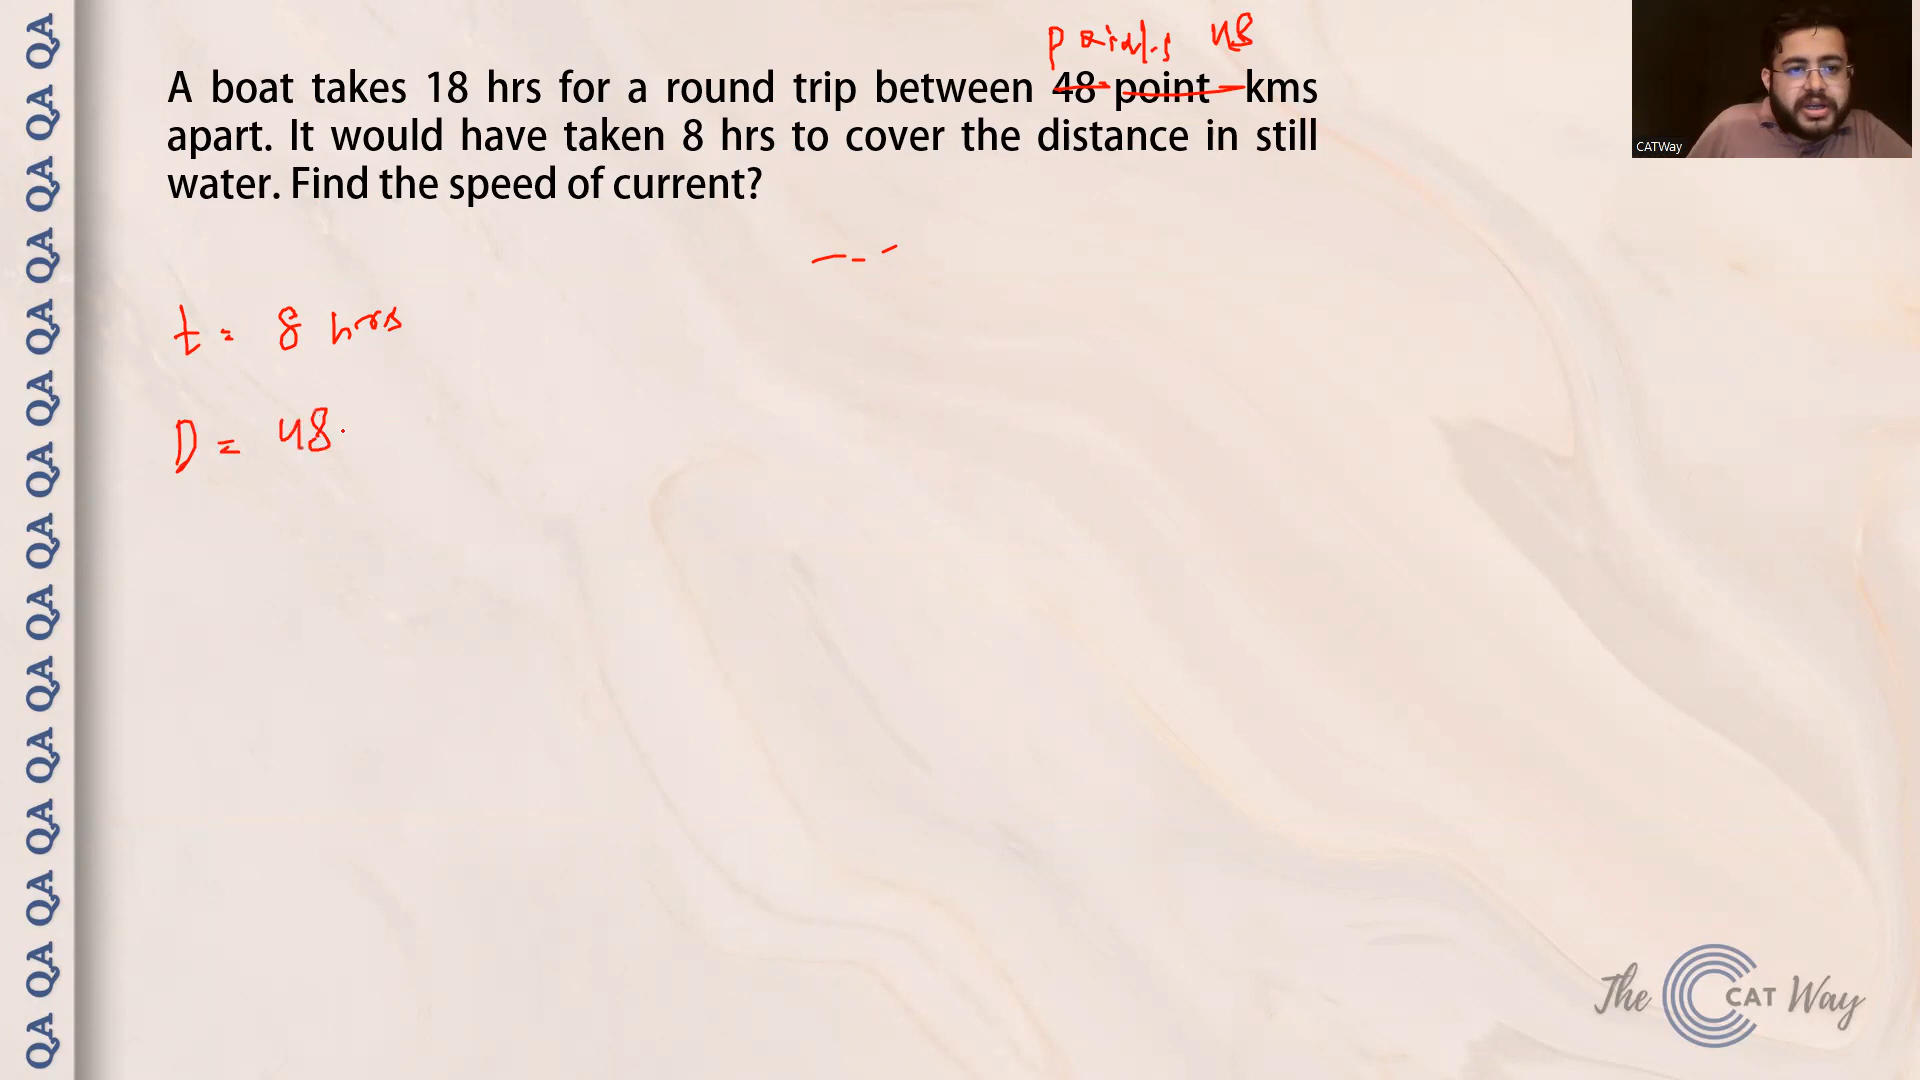 points 48
A boat takes 18 hrs for a round trip between 48 point kms
apart. It would have taken 8 hrs to cover the distance in still
water. Find the speed of current?
t = 8 hrs
D = 48
CATWay
QA QA QA QA QA QA QA QA QA QA QA QA QA QA QA
The CAT Way